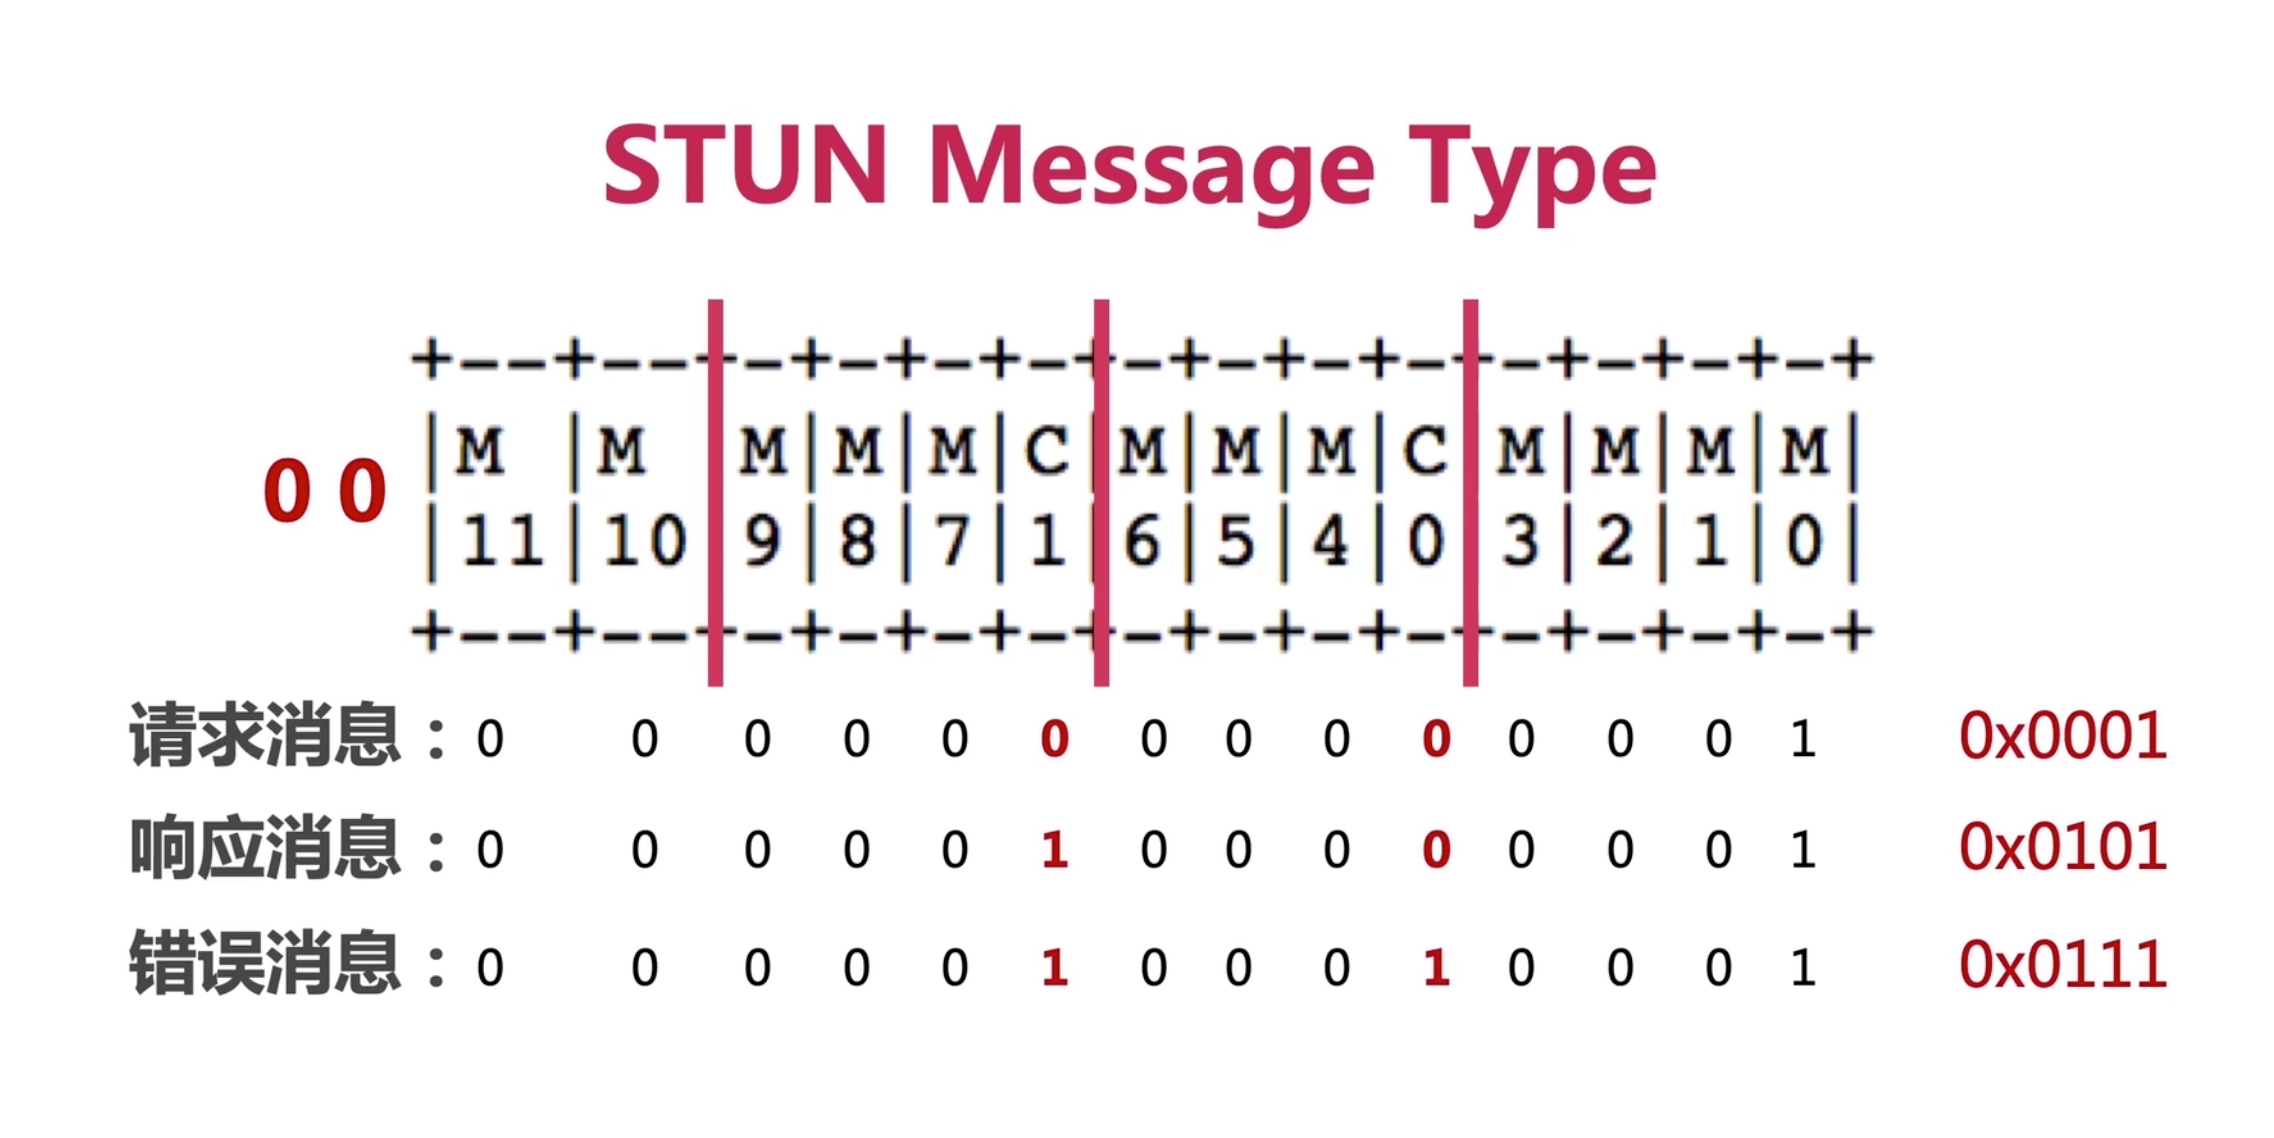 STUN Message Type
+--+--+-+-+-+-+-+-+-+-+-+-+-+-+
0 0 |M |M |M|M|M|C|M|M|M|C|M|M|M|M|
|11|10|9|8|7|1|6|5|4|0|3|2|1|0|
+--+--+-+-+-+-+-+-+-+-+-+-+-+-+
请求消息：0 0 0 0 0 0 0 0 0 0 0 0 0 1 0x0001
响应消息：0 0 0 0 0 1 0 0 0 0 0 0 0 1 0x0101
错误消息：0 0 0 0 0 1 0 0 0 1 0 0 0 1 0x0111